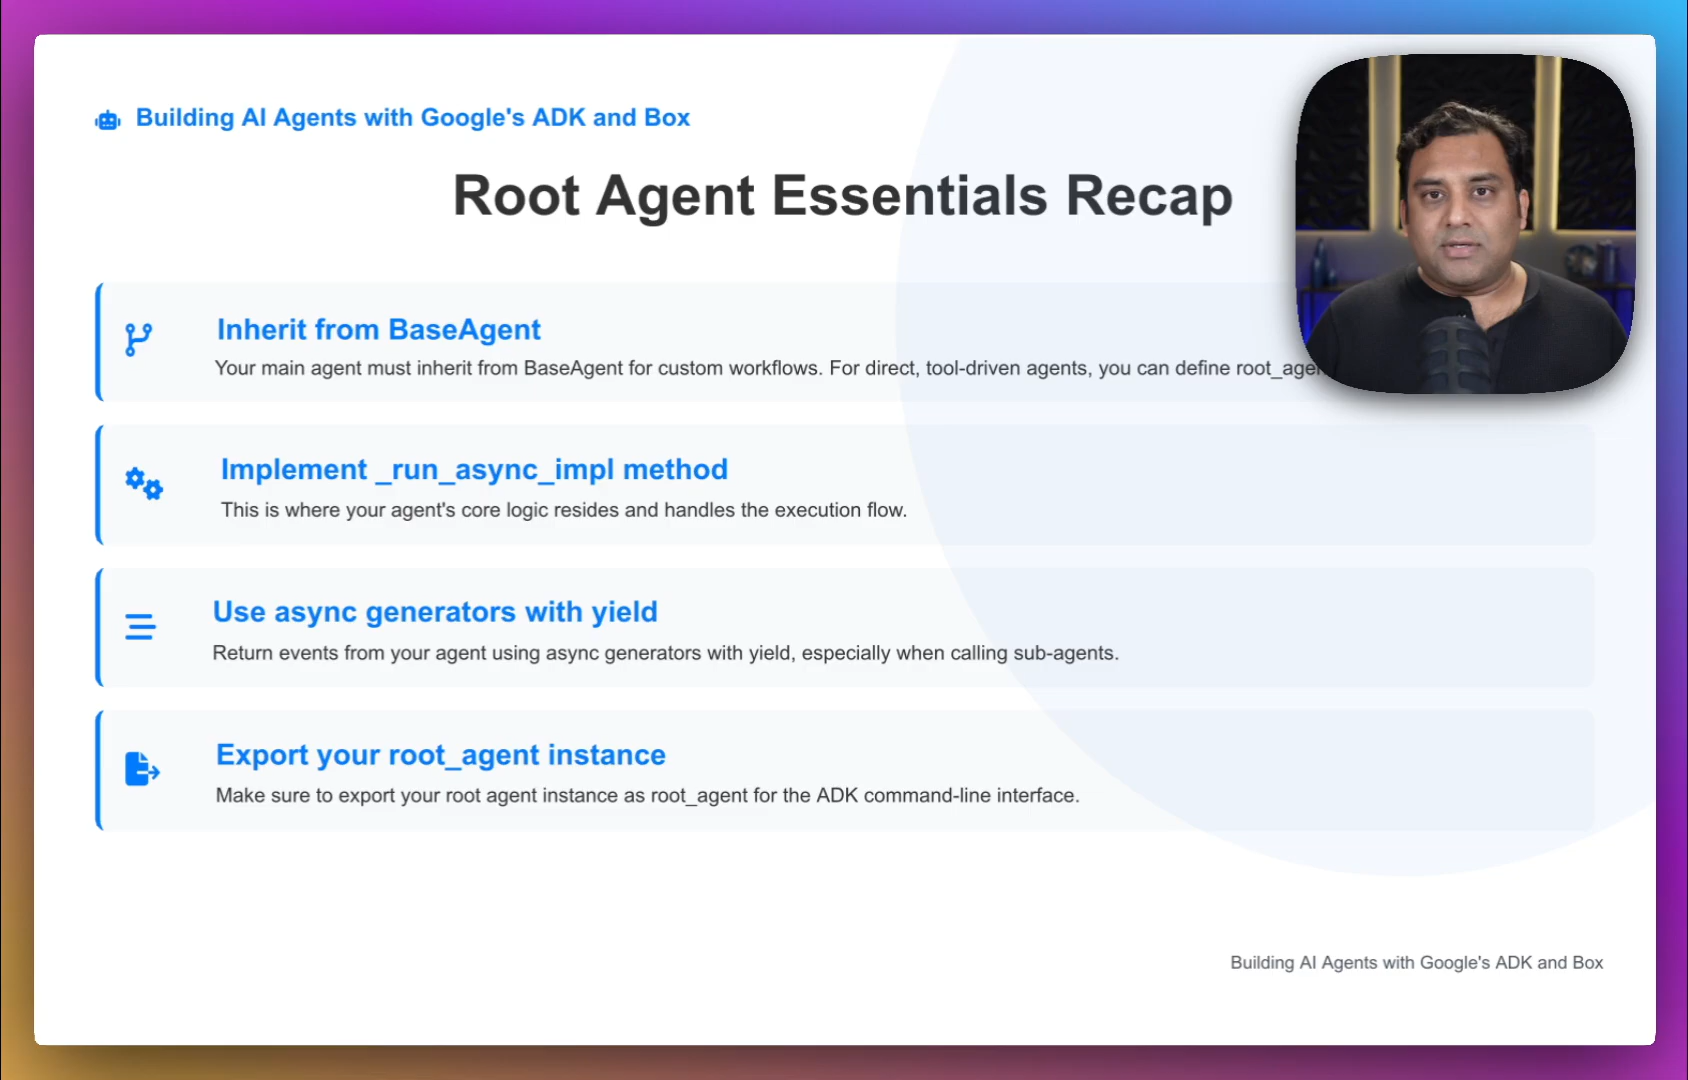 Building AI Agents with Google's ADK and Box
Root Agent Essentials Recap
Inherit from BaseAgent
Your main agent must inherit from BaseAgent for custom workflows. For direct, tool-driven agents, you can define
Implement _run_async_impl method
This is where your agent's core logic resides and handles the execution flow.
Use async generators with yield
Return events from your agent using async generators with yield, especially when calling sub-agents.
Export your root_agent instance
Make sure to export your root agent instance as root_agent for the ADK command-line interface.
Building AI Agents with Google's ADK and Box